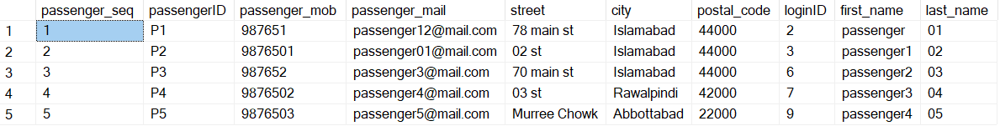 passenger_seq passengerID passenger_mob passenger_mail street city postal_code loginID first_name last_name
1 1 P1 987651 passenger12@mail.com 78 main st Islamabad 44000 2 passenger 01
2 2 P2 9876501 passenger01@mail.com 02 st Islamabad 44000 3 passenger1 02
3 3 P3 987652 passenger3@mail.com 70 main st Islamabad 44000 6 passenger2 03
4 4 P4 9876502 passenger4@mail.com 03 st Rawalpindi 42000 7 passenger3 04
5 5 P5 9876503 passenger5@mail.com Murree Chowk Abbottabad 22000 9 passenger4 05